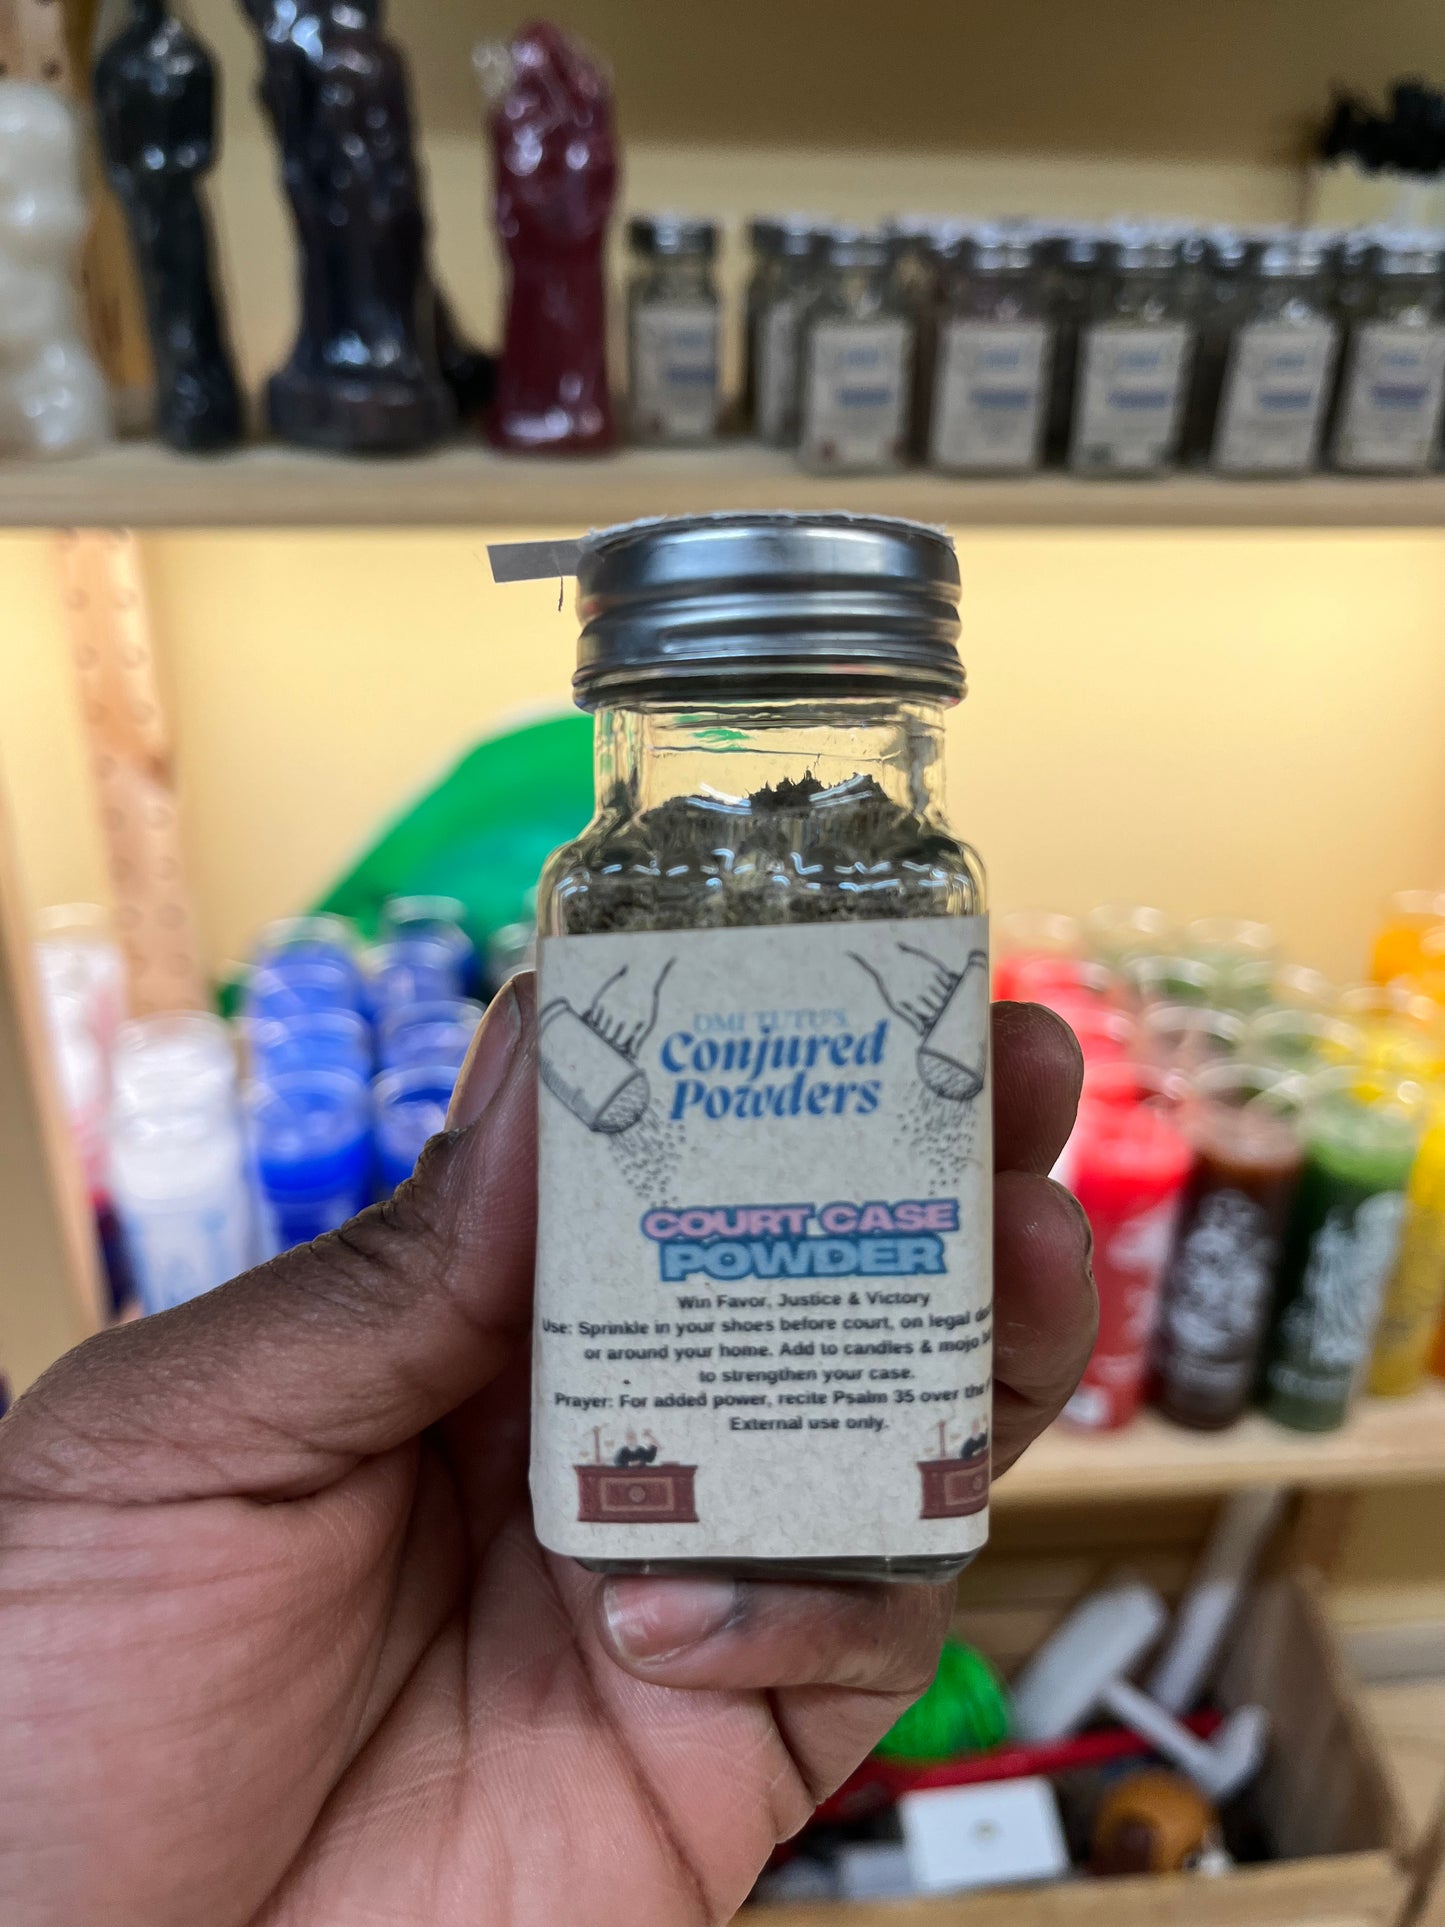 DMI TUTU'S
Conjured
Powders
COURT CASE
POWDER
Win Favor, Justice & Victory
Use: Sprinkle in your shoes before court, on legal
or around your home. Add to candles & mojo
to strengthen your case.
Prayer: For added power, recite Psalm 35 over the
External use only.